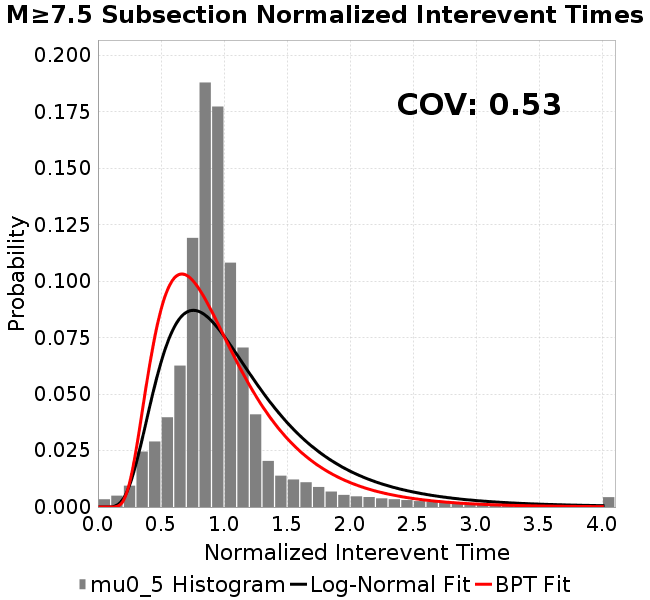 M≥7.5 Subsection Normalized Interevent Times
COV: 0.53
Probability
0.200
0.175
0.150
0.125
0.100
0.075
0.050
0.025
0.000
0.0 0.5 1.0 1.5 2.0 2.5 3.0 3.5 4.0
Normalized Interevent Time
mu0_5 Histogram Log-Normal Fit BPT Fit